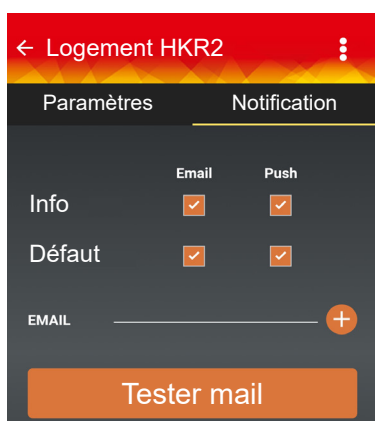 Logement HKR2
Paramètres Notification
Email Push
Info
Défaut
EMAIL
Tester mail